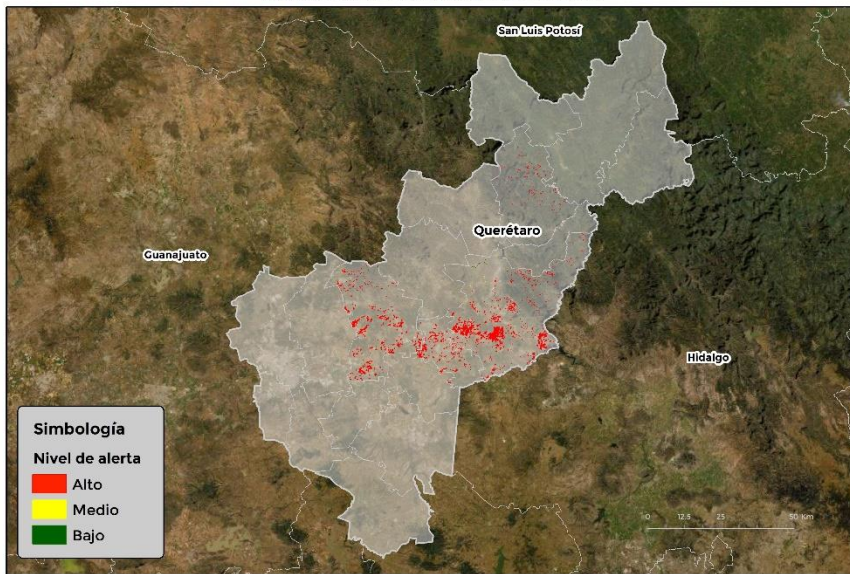 San Luis Potosí
Querétaro
Guanajuato
Hidalgo
Simbología
Nivel de alerta
Alto
Medio
Bajo
0 12.5 25 50 Km